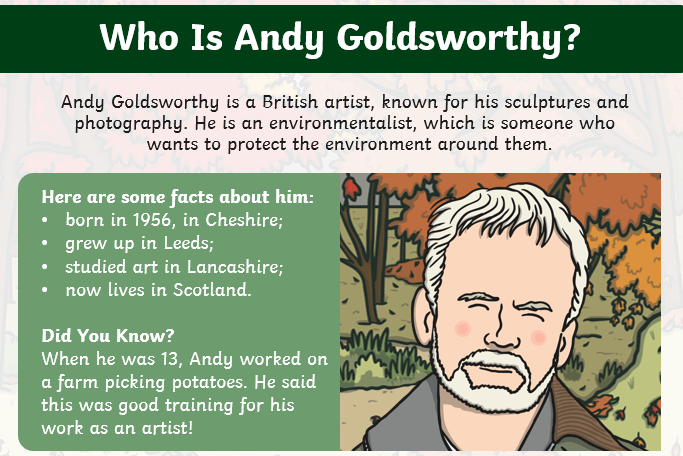 Who Is Andy Goldsworthy?
Andy Goldsworthy is a British artist, known for his sculptures and
photography. He is an environmentalist, which is someone who
wants to protect the environment around them.
Here are some facts about him:
• born in 1956, in Cheshire;
• grew up in Leeds;
• studied art in Lancashire;
• now lives in Scotland.
Did You Know?
When he was 13, Andy worked on
a farm picking potatoes. He said
this was good training for his
work as an artist!